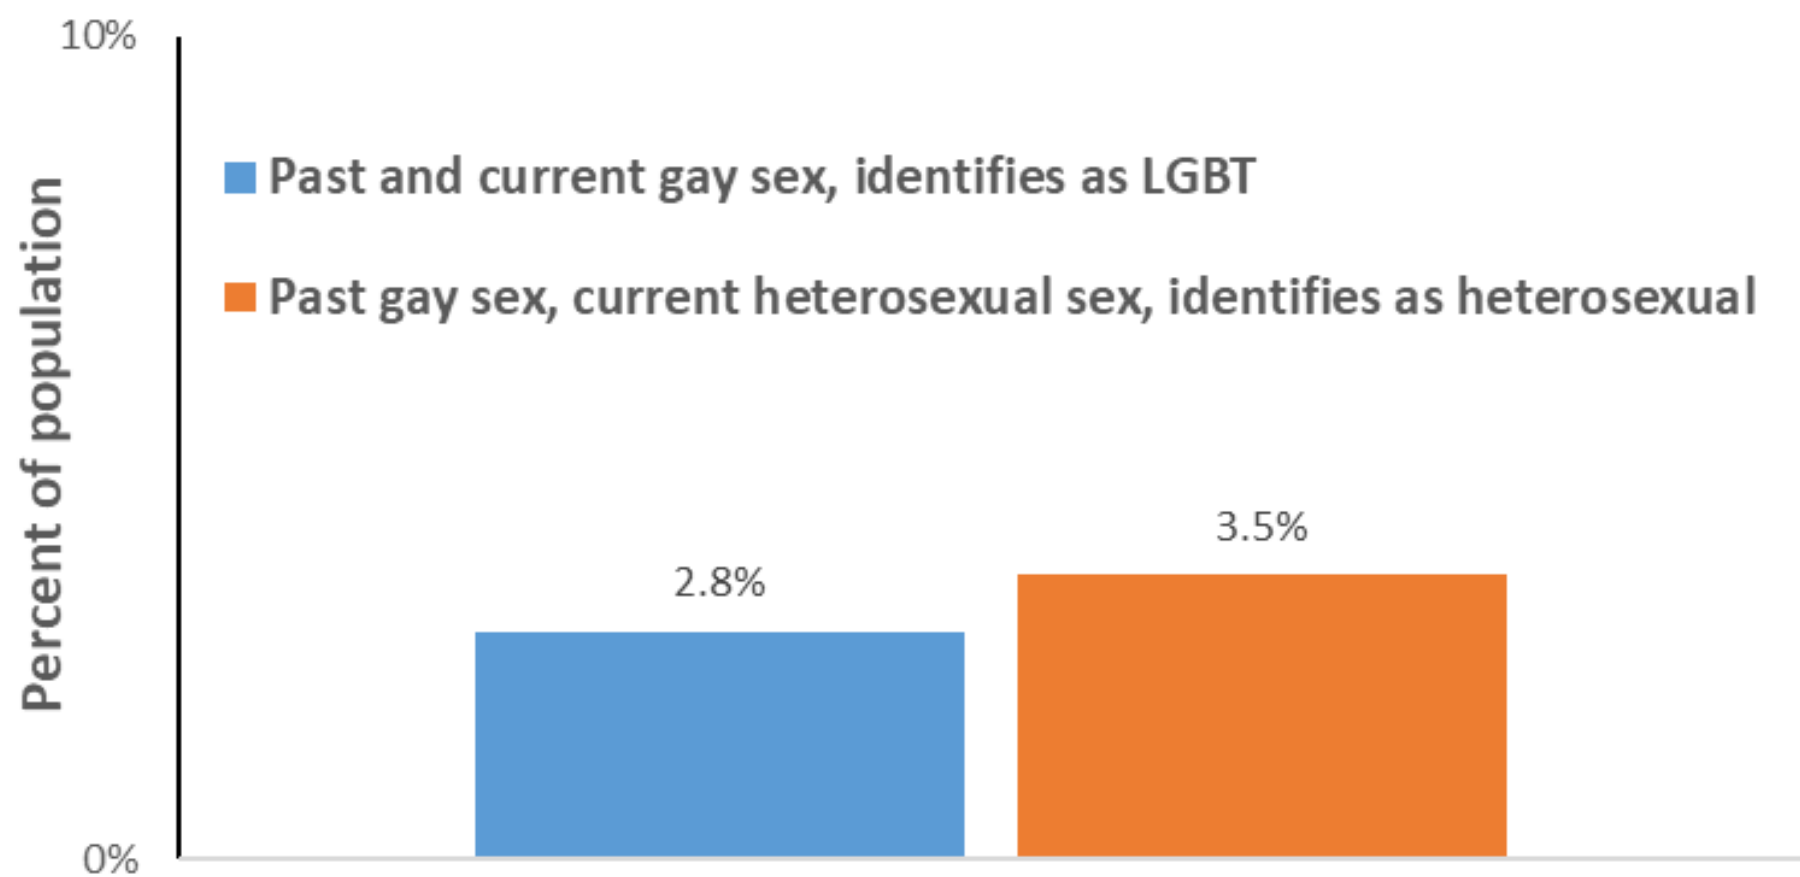 10%
Past and current gay sex, identifies as LGBT
Past gay sex, current heterosexual sex, identifies as heterosexual
Percent of population
3.5%
2.8%
0%